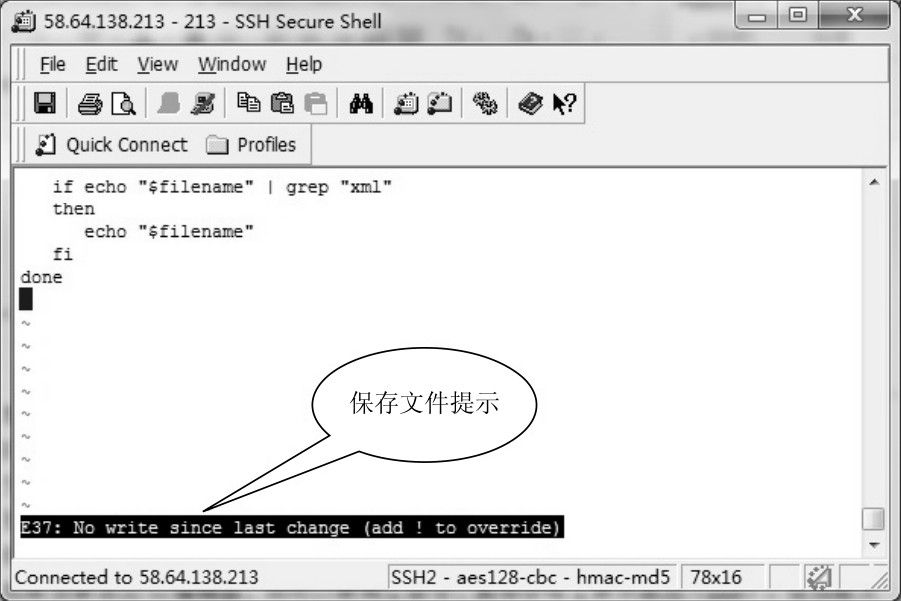 58.64.138.213 - 213 - SSH Secure Shell
File Edit View Window Help
Quick Connect Profiles
if echo "$filename" | grep "xml"
then
echo "$filename"
fi
done
~
~
~
~
~
~
~
~
~
保存文件提示
E37: No write since last change (add ! to override)
Connected to 58.64.138.213 SSH2 - aes128-cbc - hmac-md5 78x16